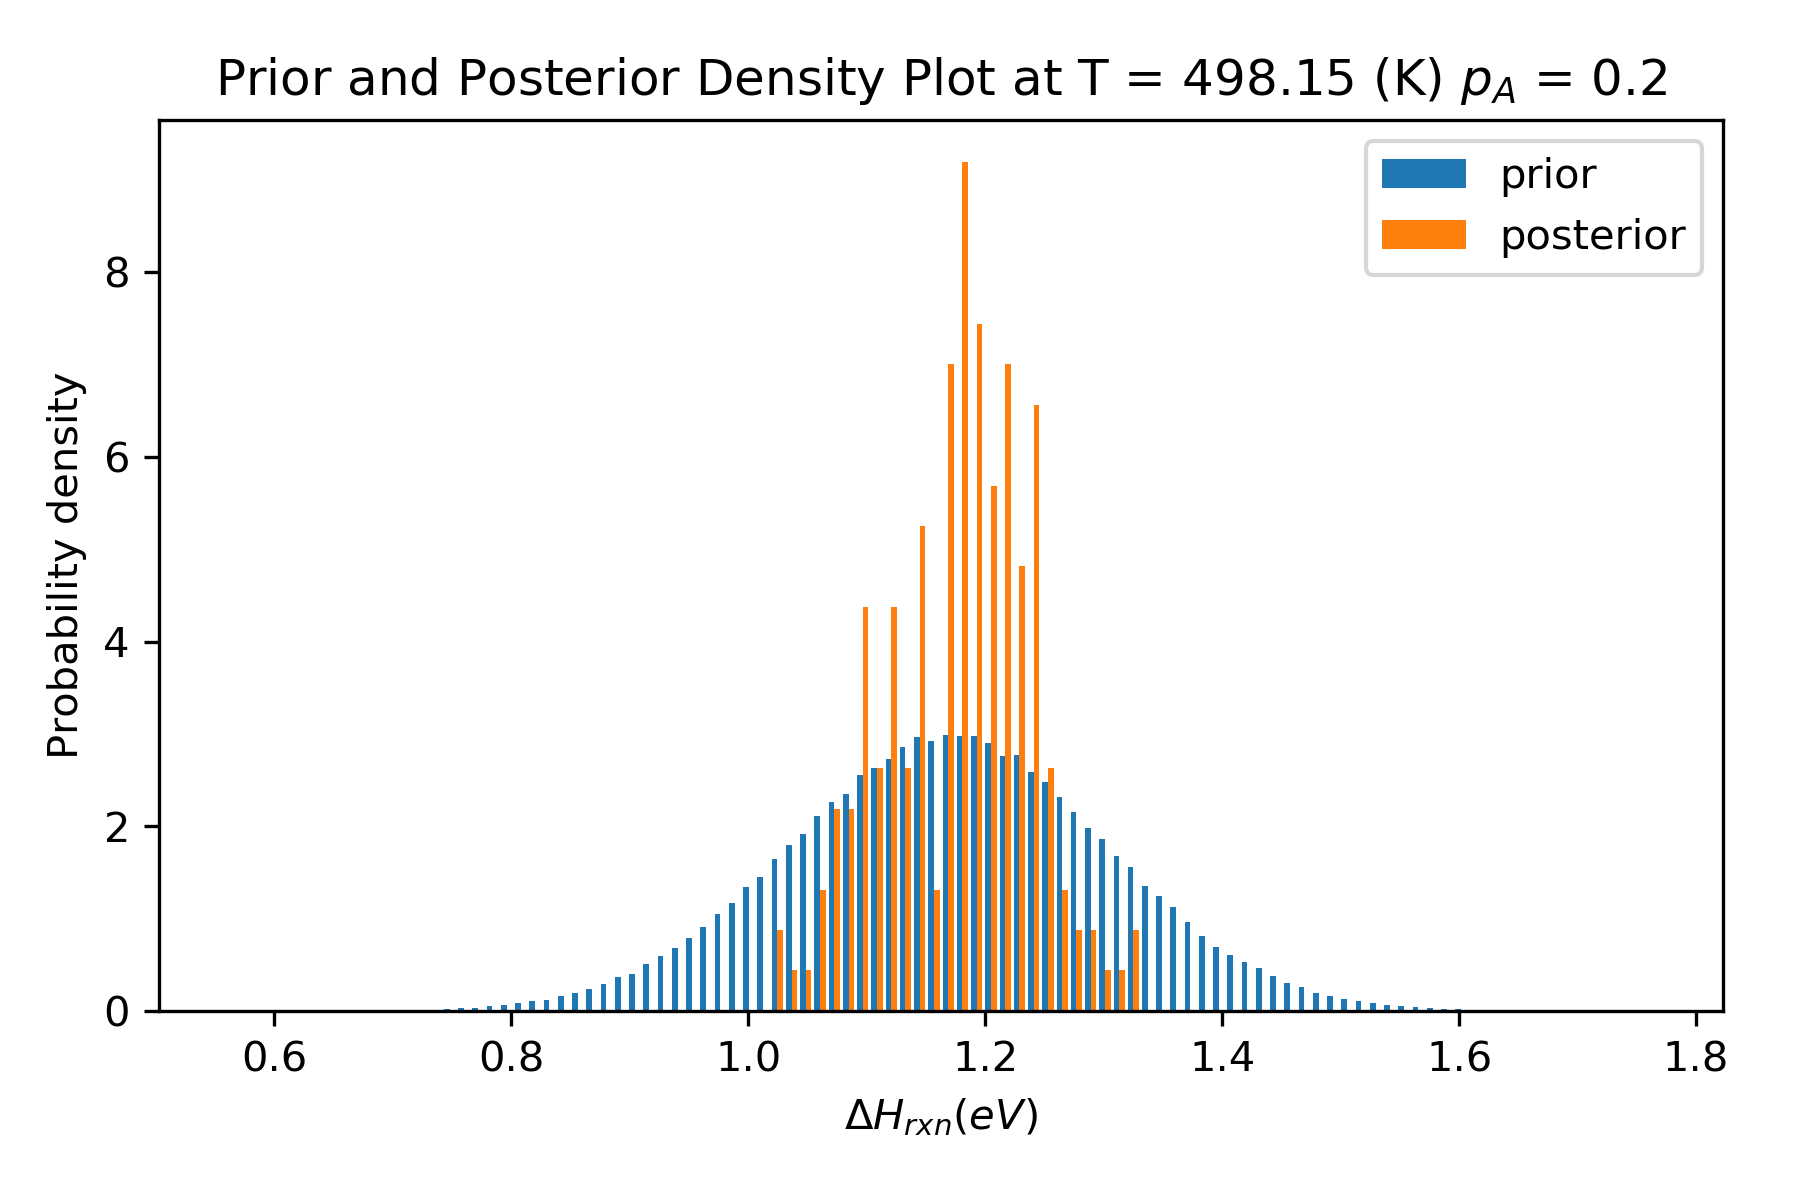 Prior and Posterior Density Plot at T = 498.15 (K) p_A = 0.2
prior
posterior
Probability density
8
6
4
2
0
0.6 0.8 1.0 1.2 1.4 1.6 1.8
ΔH_rxn(eV)